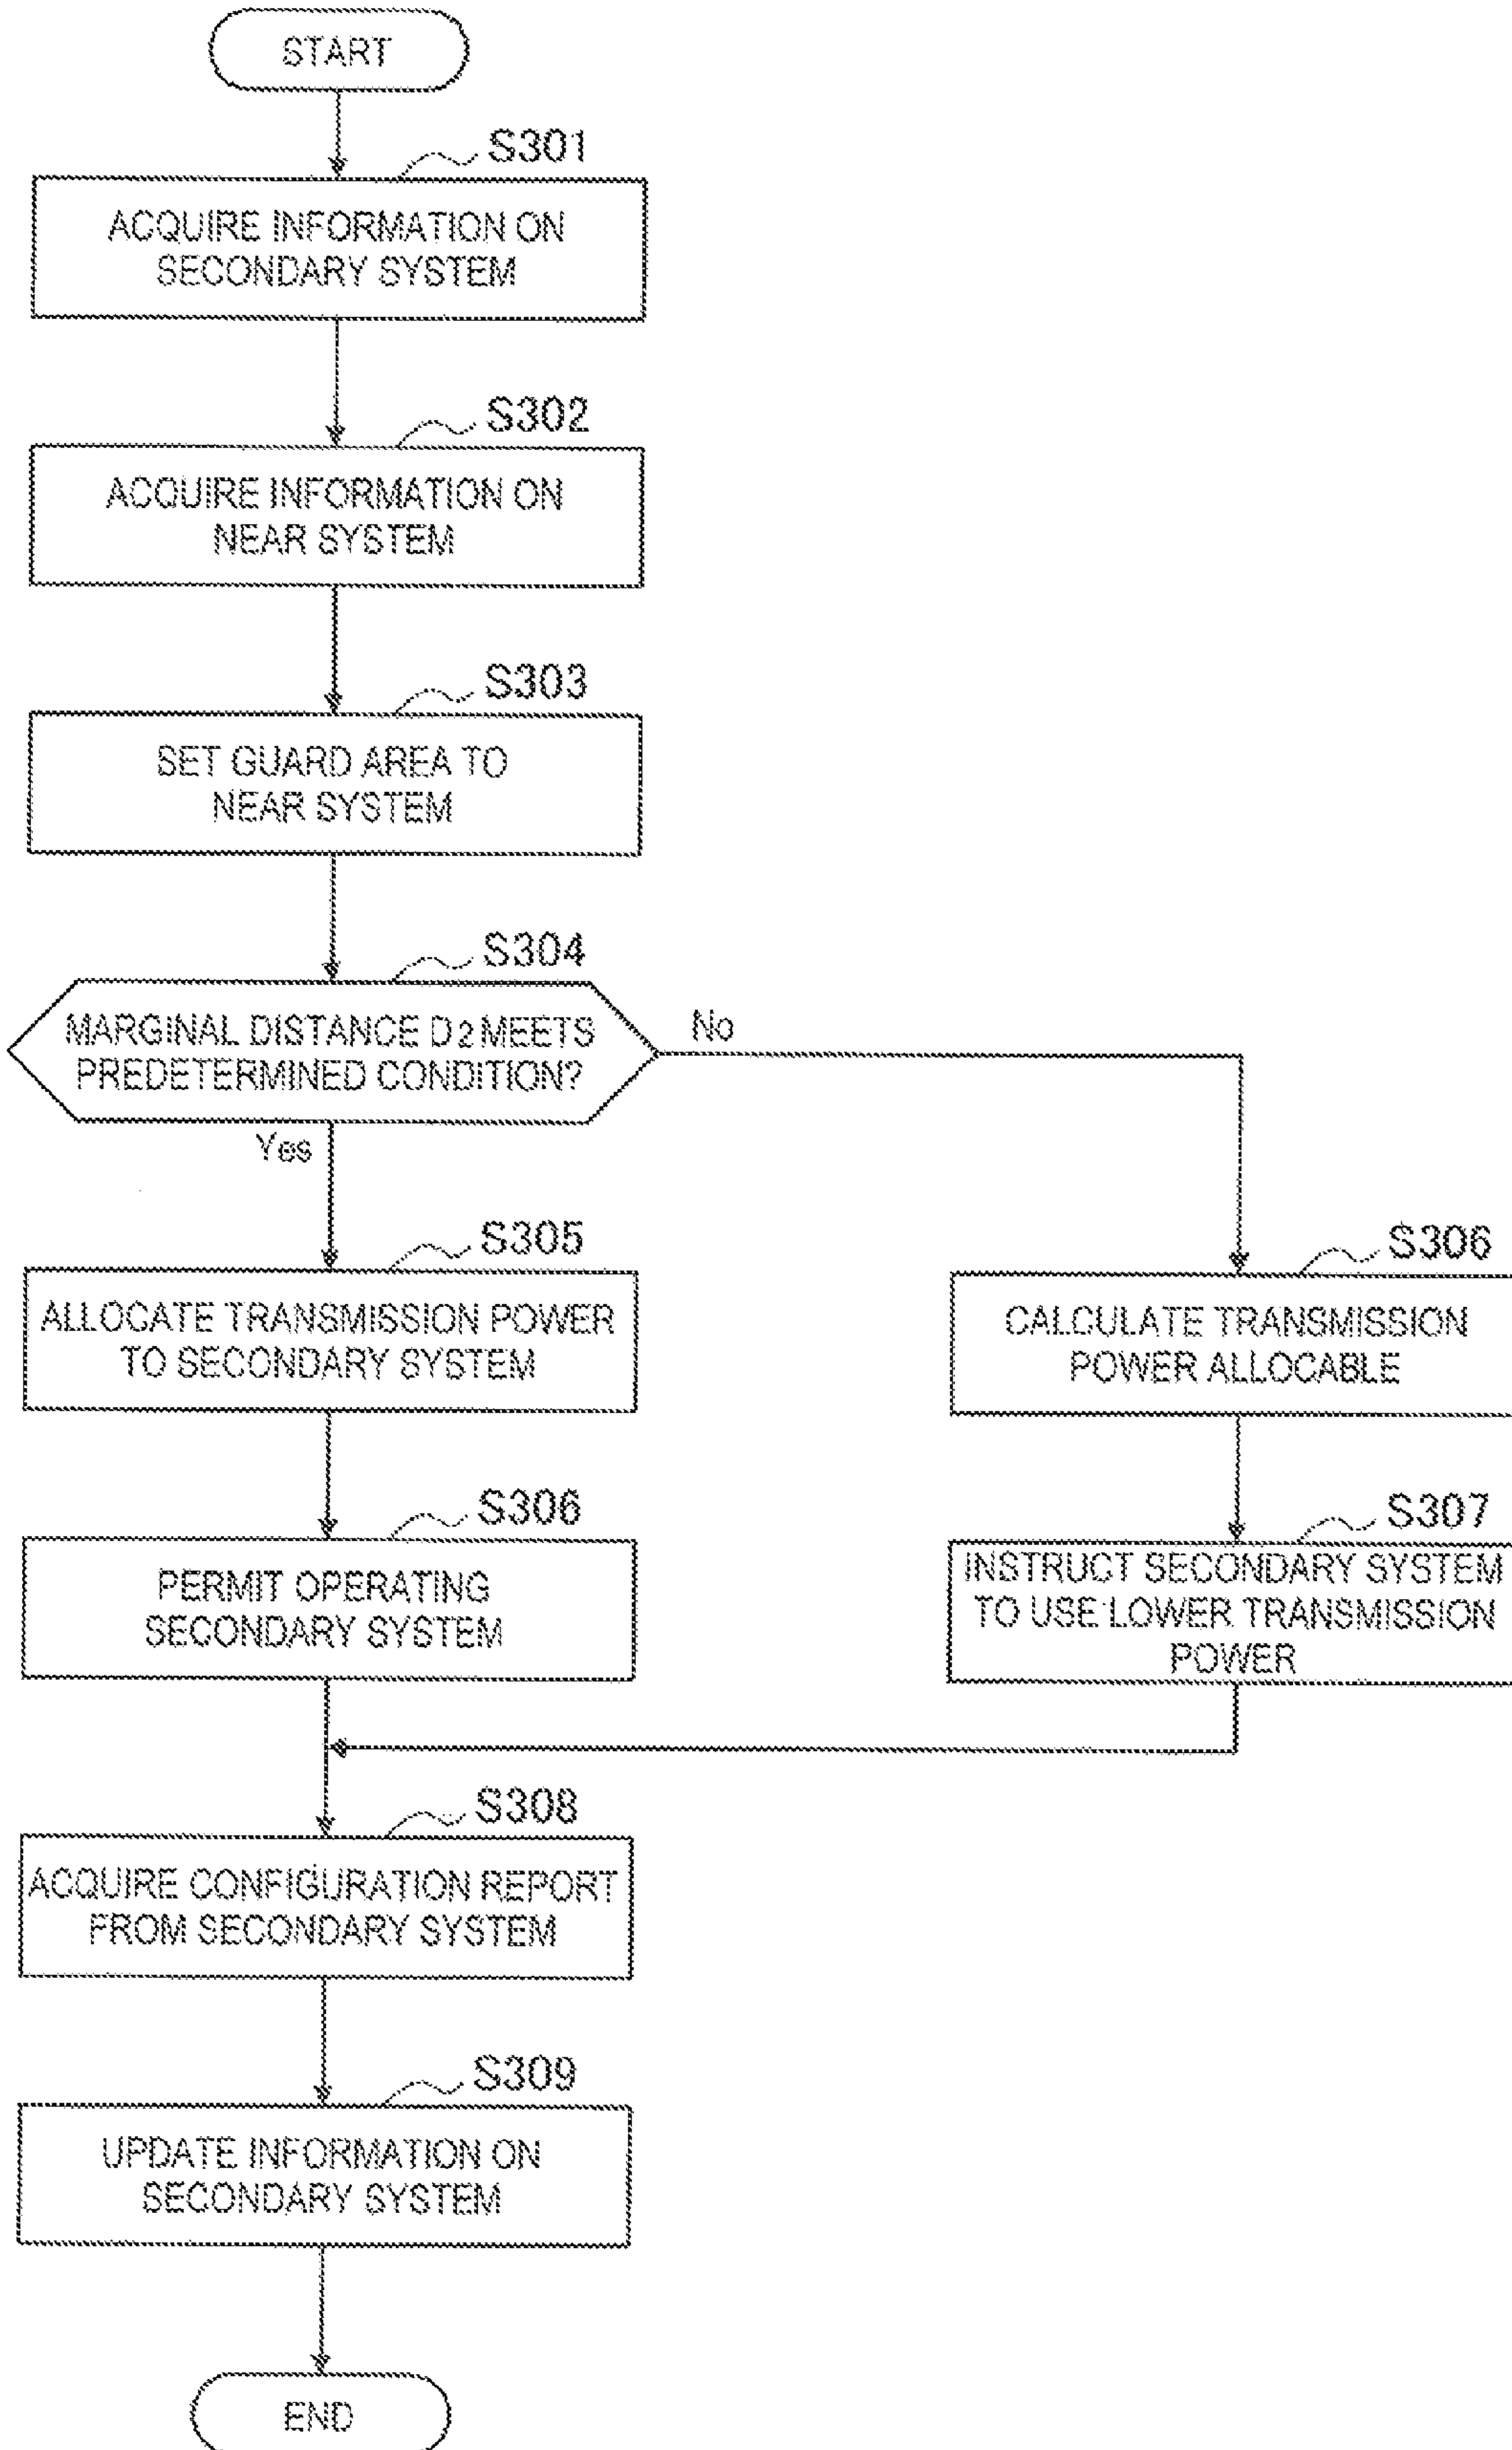 START
S301
ACQUIRE INFORMATION ON
SECONDARY SYSTEM
S302
ACQUIRE INFORMATION ON
NEAR SYSTEM
S303
SET GUARD AREA TO
NEAR SYSTEM
S304
MARGINAL DISTANCE D2 MEETS
PREDETERMINED CONDITION?
No
Yes
S305
ALLOCATE TRANSMISSION POWER
TO SECONDARY SYSTEM
S306
CALCULATE TRANSMISSION
POWER ALLOCABLE
S306
PERMIT OPERATING
SECONDARY SYSTEM
S307
INSTRUCT SECONDARY SYSTEM
TO USE LOWER TRANSMISSION
POWER
S308
ACQUIRE CONFIGURATION REPORT
FROM SECONDARY SYSTEM
S309
UPDATE INFORMATION ON
SECONDARY SYSTEM
END